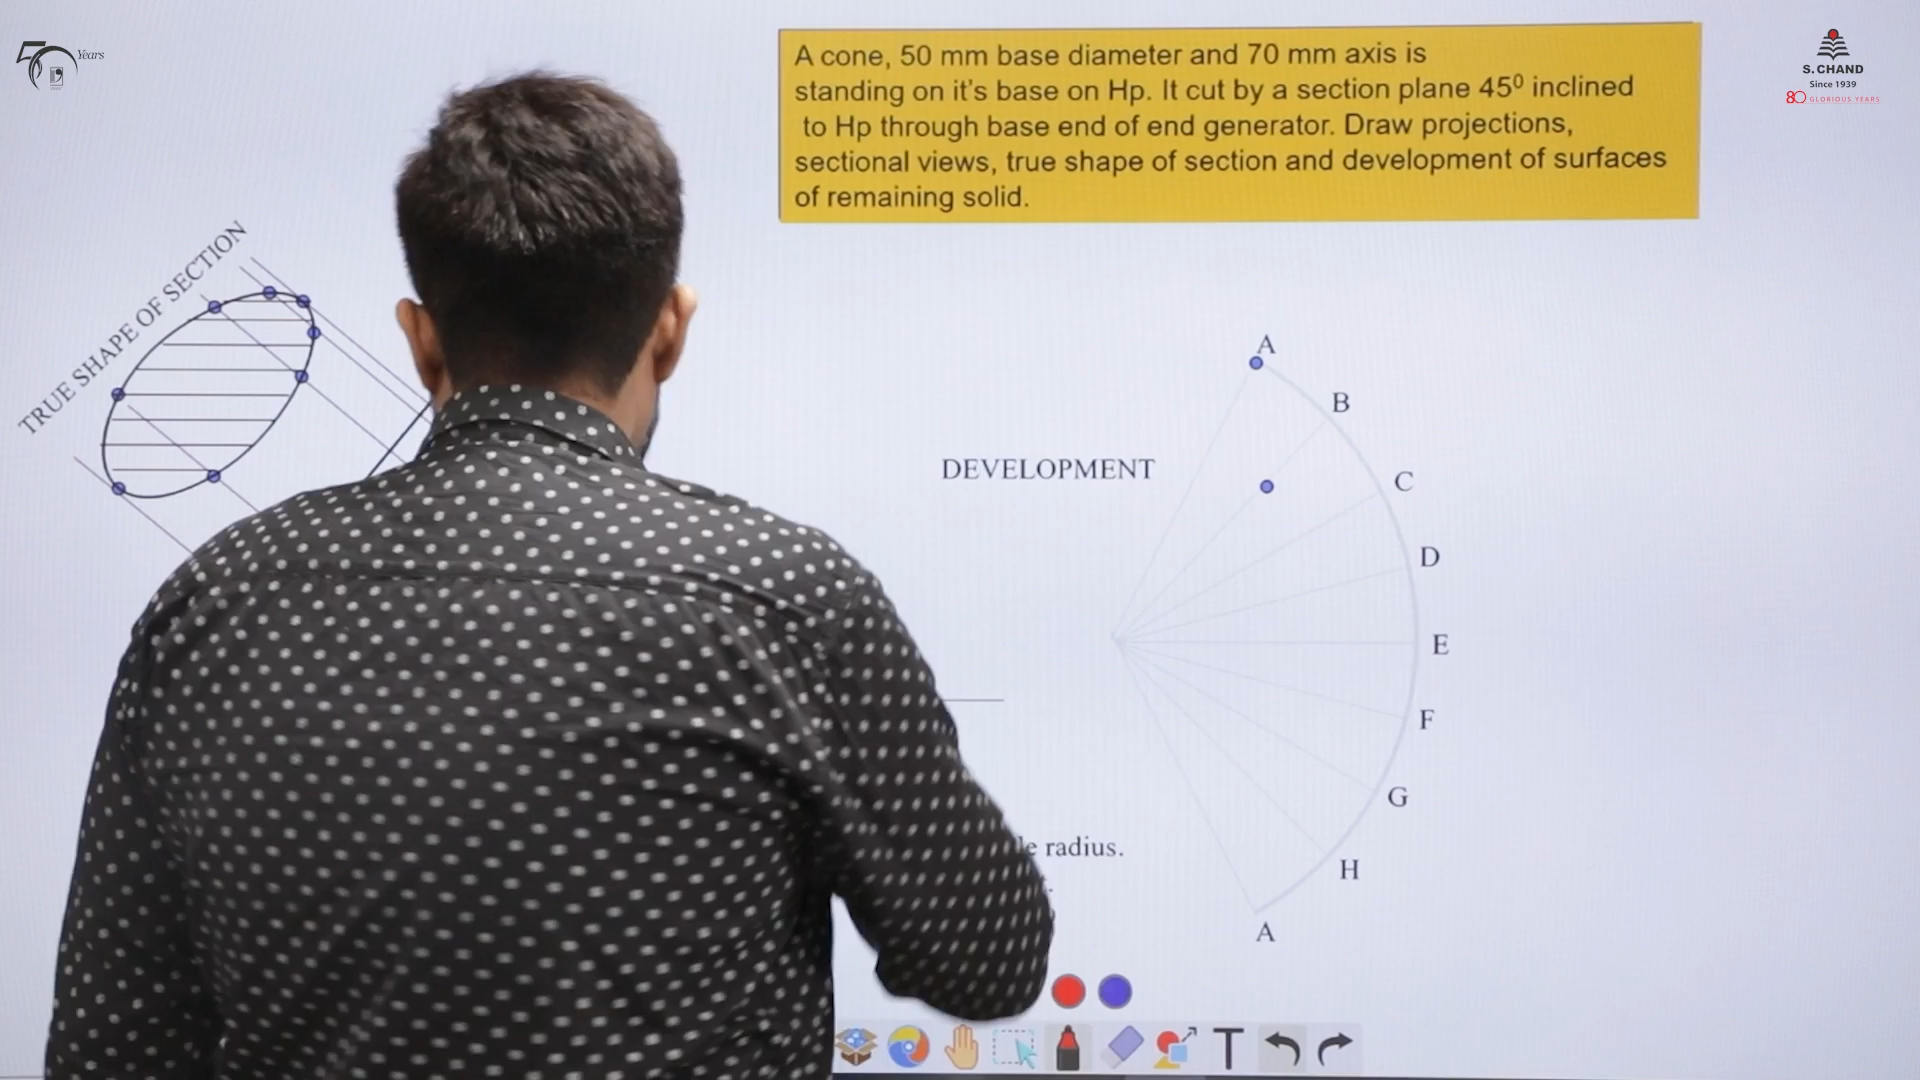 50 Years
A cone, 50 mm base diameter and 70 mm axis is
standing on it's base on Hp. It cut by a section plane 45⁰ inclined
to Hp through base end of end generator. Draw projections,
sectional views, true shape of section and development of surfaces
of remaining solid.
S. CHAND
Since 1939
80 GLORIOUS YEARS
TRUE SHAPE OF SECTION
A
B
C
DEVELOPMENT
D
E
F
G
radius.
H
A
T